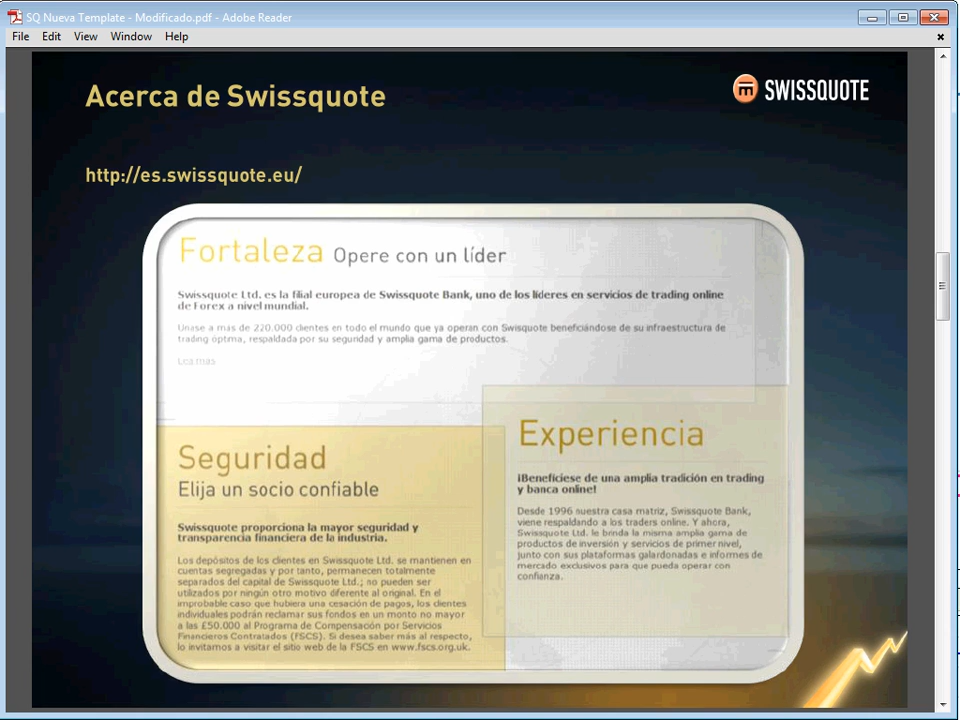 SQ Nueva Template - Modificado.pdf - Adobe Reader
File Edit View Window Help
Acerca de Swissquote
SWISSQUOTE
http://es.swissquote.eu/
Fortaleza Opere con un líder
Swissquote Ltd. es la filial europea de Swissquote Bank, uno de los líderes en servicios de trading online
de Forex a nivel mundial.
Únase a más de 220.000 clientes en todo el mundo que ya operan con Swissquote beneficiándose de su infraestructura de
trading óptima, respaldada por su seguridad y amplia gama de productos.
Lea más
Seguridad
Elija un socio confiable
Swissquote proporciona la mayor seguridad y
transparencia financiera de la industria.
Los depósitos de los clientes en Swissquote Ltd. se mantienen en
cuentas segregadas y por tanto, permanecen totalmente
separados del capital de Swissquote Ltd.; no pueden ser
utilizados por ningún otro motivo diferente al original. En el
improbable caso que hubiera una cesación de pagos, los clientes
individuales podrán reclamar sus fondos en un monto no mayor
a las £50.000 al Programa de Compensación por Servicios
Financieros Contratados (FSCS). Si desea saber más al respecto,
lo invitamos a visitar el sitio web de la FSCS en www.fscs.org.uk.
Experiencia
¡Benefíciese de una amplia tradición en trading
y banca online!
Desde 1996 nuestra casa matriz, Swissquote Bank,
viene respaldando a los traders online. Y ahora,
Swissquote Ltd. le brinda la misma amplia gama de
productos de inversión y servicios de primer nivel,
junto con sus plataformas galardonadas e informes de
mercado exclusivos para que pueda operar con
confianza.